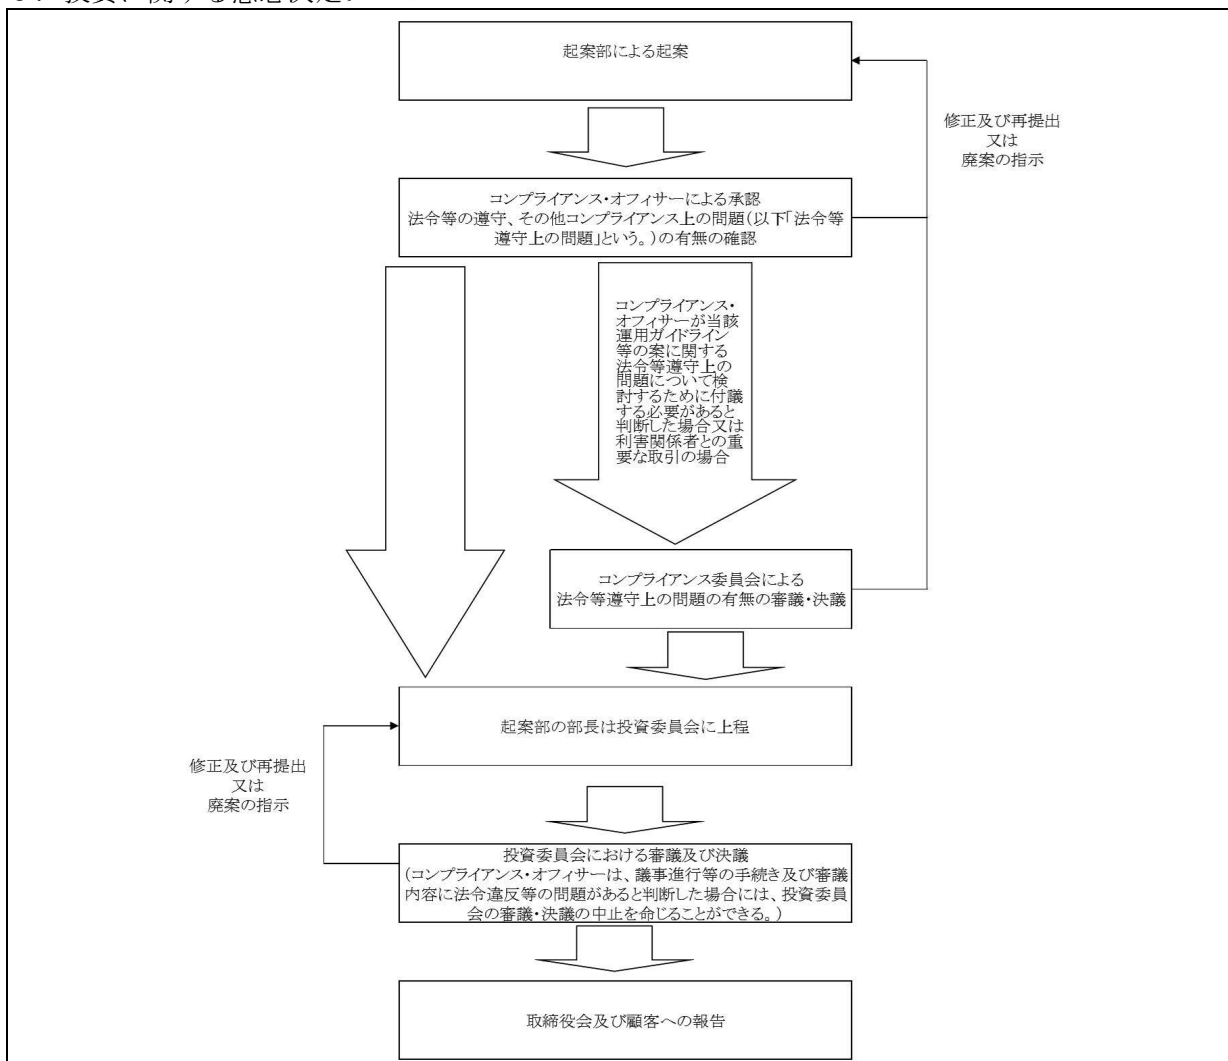 起案部による起案
修正及び再提出
又は
廃案の指示
コンプライアンス・オフィサーによる承認
法令等の遵守、その他コンプライアンス上の問題(以下「法令等
遵守上の問題」という。)の有無の確認
コンプライアンス・
オフィサーが当該
運用ガイドライン
等の案に関する
法令等遵守上の
問題について検
討するために付議
する必要があると
判断した場合又は
利害関係者との重
要な取引の場合
コンプライアンス委員会による
法令等遵守上の問題の有無の審議・決議
起案部の部長は投資委員会に上程
修正及び再提出
又は
廃案の指示
投資委員会における審議及び決議
(コンプライアンス・オフィサーは、議事進行等の手続き及び審議
内容に法令違反等の問題があると判断した場合には、投資委員
会の審議・決議の中止を命じることができる。)
取締役会及び顧客への報告